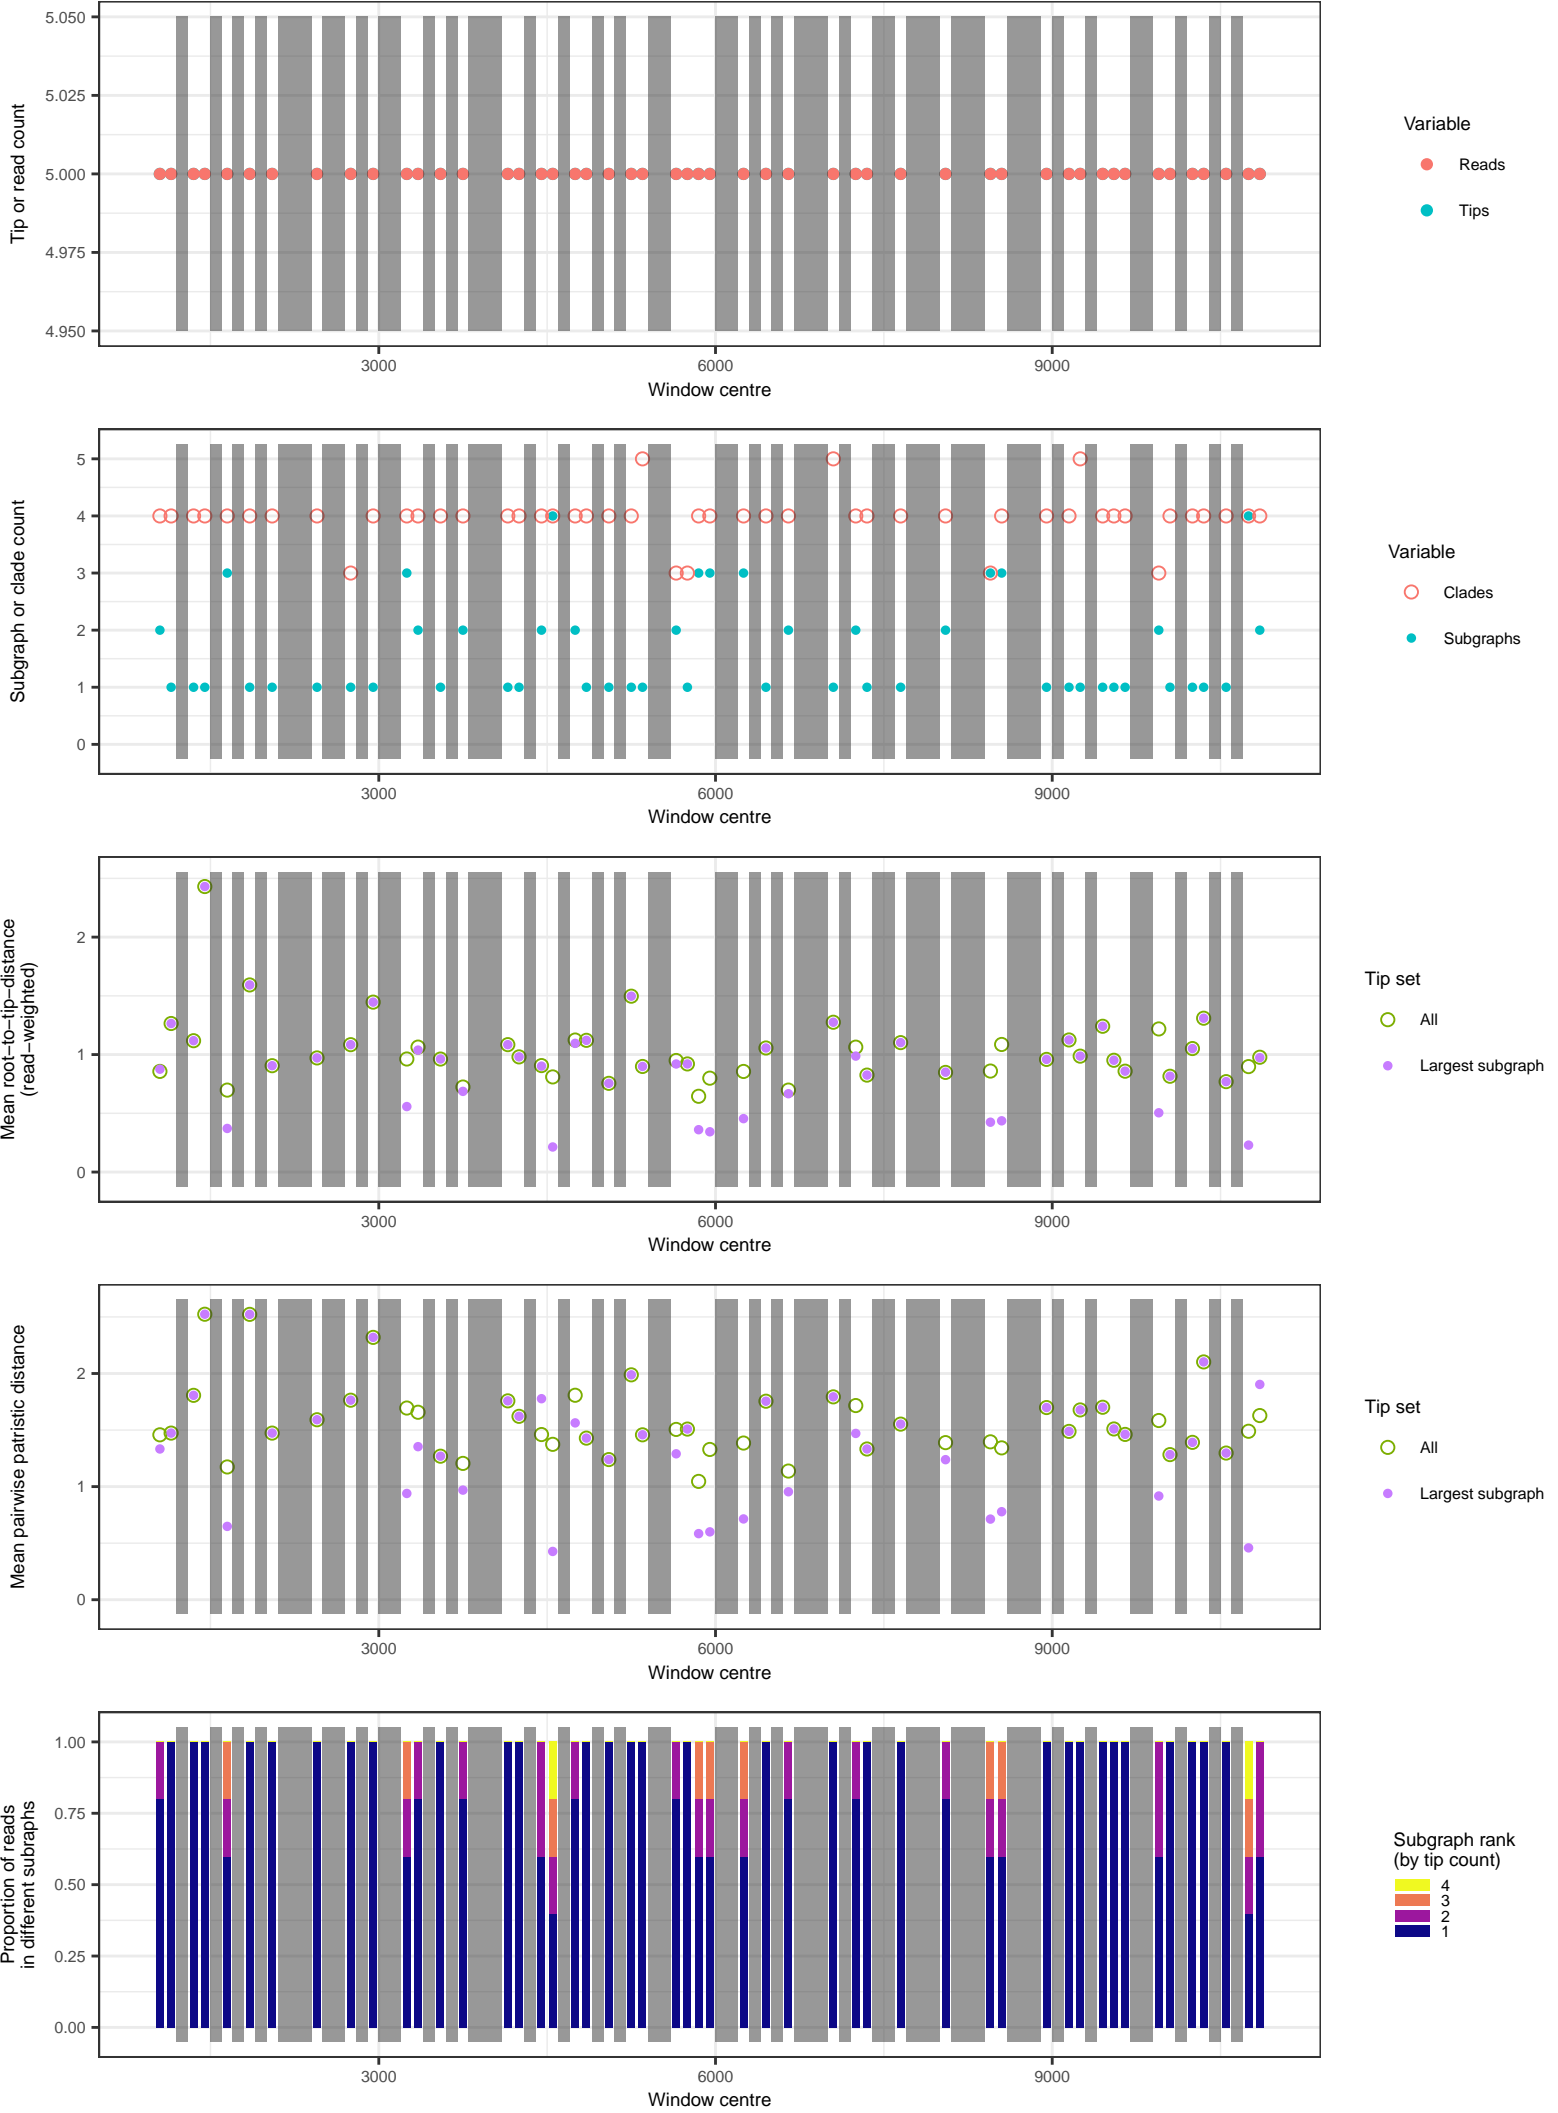 5.050
5.025
5.000
4.975
4.950
Tip or read count
3000 6000 9000
Window centre
Variable
Reads
Tips
5
4
3
2
1
0
Subgraph or clade count
3000 6000 9000
Window centre
Variable
Clades
Subgraphs
2
1
0
Mean root−to−tip−distance
(read−weighted)
3000 6000 9000
Window centre
Tip set
All
Largest subgraph
2
1
0
Mean pairwise patristic distance
3000 6000 9000
Window centre
Tip set
All
Largest subgraph
1.00
0.75
0.50
0.25
0.00
Proportion of reads
in different subraphs
3000 6000 9000
Window centre
Subgraph rank
(by tip count)
4
3
2
1